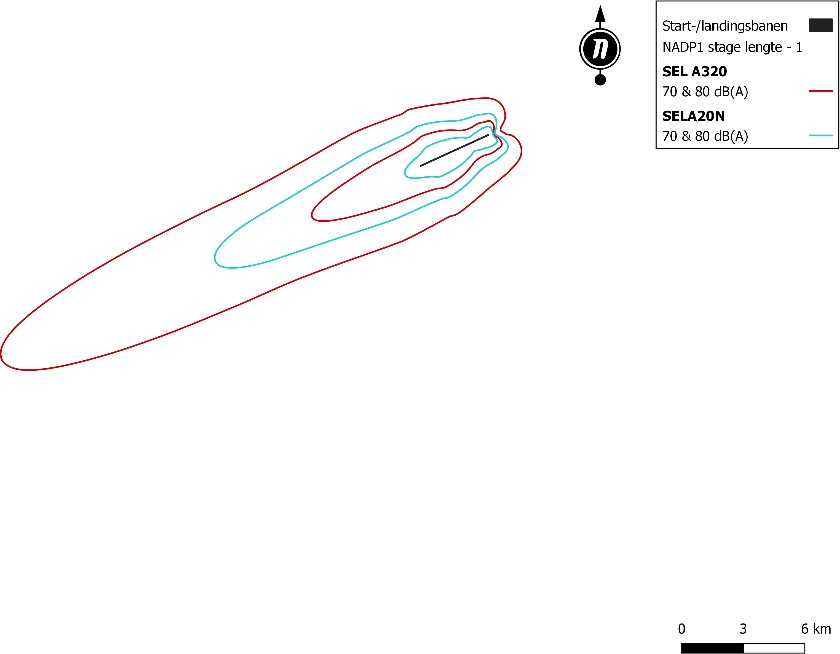 n
Start-/landingsbanen
NADP1 stage lengte - 1
SEL A320
70 & 80 dB(A)
SELA20N
70 & 80 dB(A)
0 3 6 km